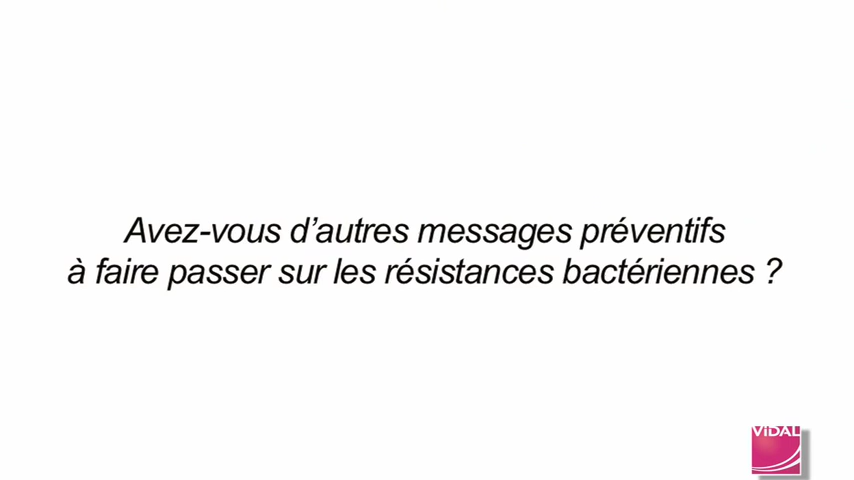 Avez-vous d'autres messages préventifs
à faire passer sur les résistances bactériennes ?
ViDAL